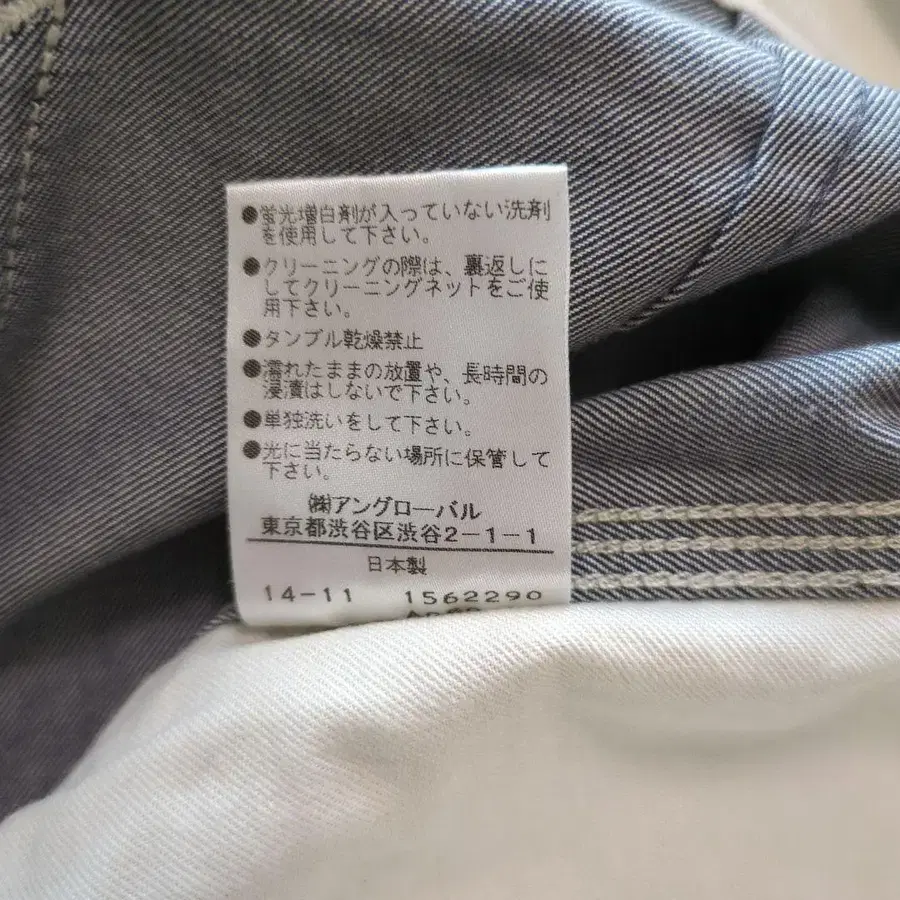 ●蛍光増白剤が入っていない洗剤
を使用して下さい。
●クリーニングの際は、裏返しに
してクリーニングネットをご使
用下さい。
●タンブル乾燥禁止
●濡れたままの放置や、長時間の
浸漬はしないで下さい。
●単独洗いをして下さい。
●光に当たらない場所に保管して
下さい。
㈱アングローバル
東京都渋谷区渋谷2-1-1
日本製
14-11 1562290